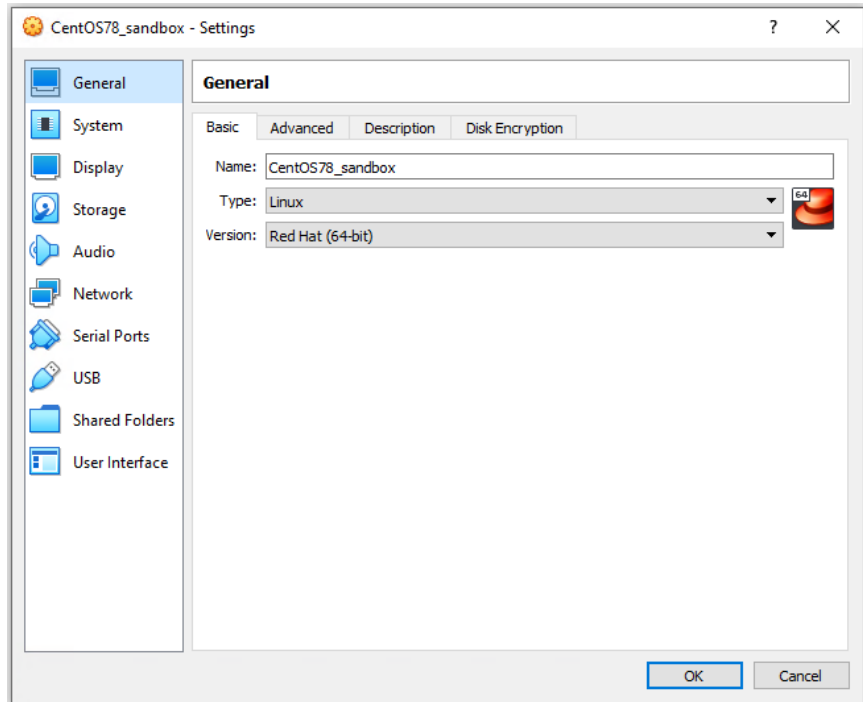 CentOS78_sandbox - Settings
?
General
System
Display
Storage
Audio
Network
Serial Ports
USB
Shared Folders
User Interface
General
Basic Advanced Description Disk Encryption
Name: CentOS78_sandbox
Type: Linux
64
Version: Red Hat (64-bit)
OK Cancel